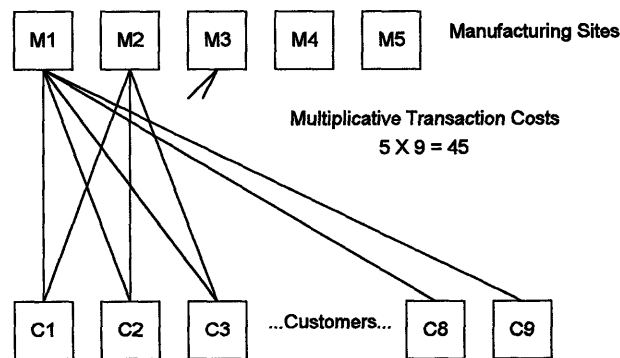 M1 M2 M3 M4 M5 Manufacturing Sites
Multiplicative Transaction Costs
5 X 9 = 45
C1 C2 C3 ...Customers... C8 C9